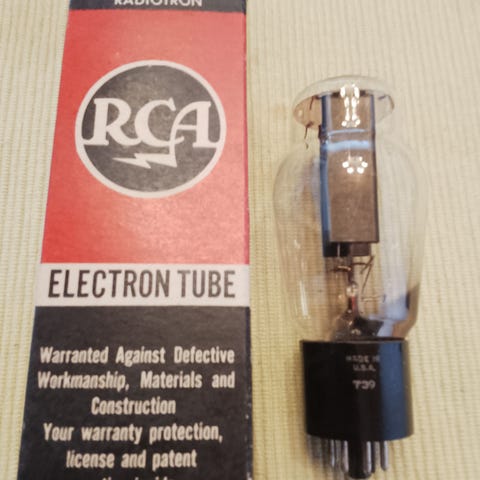 RADIOTRON
RCA
ELECTRON TUBE
Warranted Against Defective
Workmanship, Materials and
Construction
Your warranty protection,
license and patent
MADE IN
U.S.A.
T39